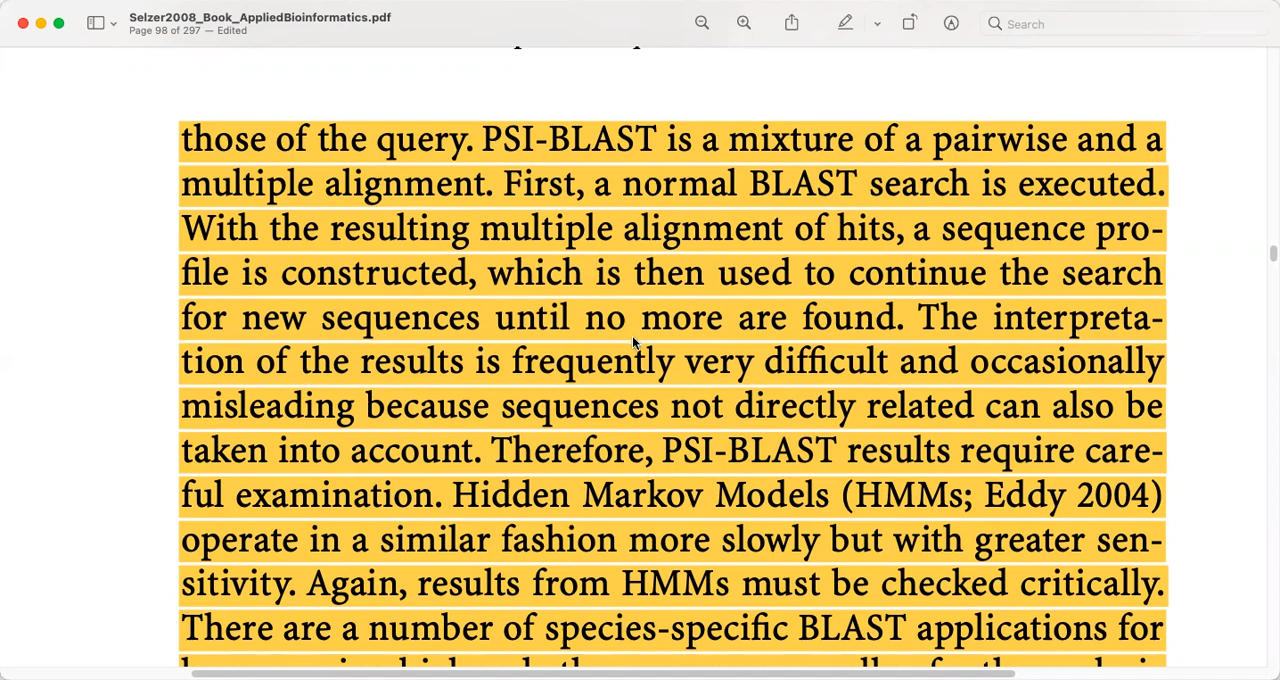 Selzer2008_Book_AppliedBioinformatics.pdf
Page 98 of 297 — Edited
Search
those of the query. PSI-BLAST is a mixture of a pairwise and a
multiple alignment. First, a normal BLAST search is executed.
With the resulting multiple alignment of hits, a sequence pro-
file is constructed, which is then used to continue the search
for new sequences until no more are found. The interpreta-
tion of the results is frequently very difficult and occasionally
misleading because sequences not directly related can also be
taken into account. Therefore, PSI-BLAST results require care-
ful examination. Hidden Markov Models (HMMs; Eddy 2004)
operate in a similar fashion more slowly but with greater sen-
sitivity. Again, results from HMMs must be checked critically.
There are a number of species-specific BLAST applications for